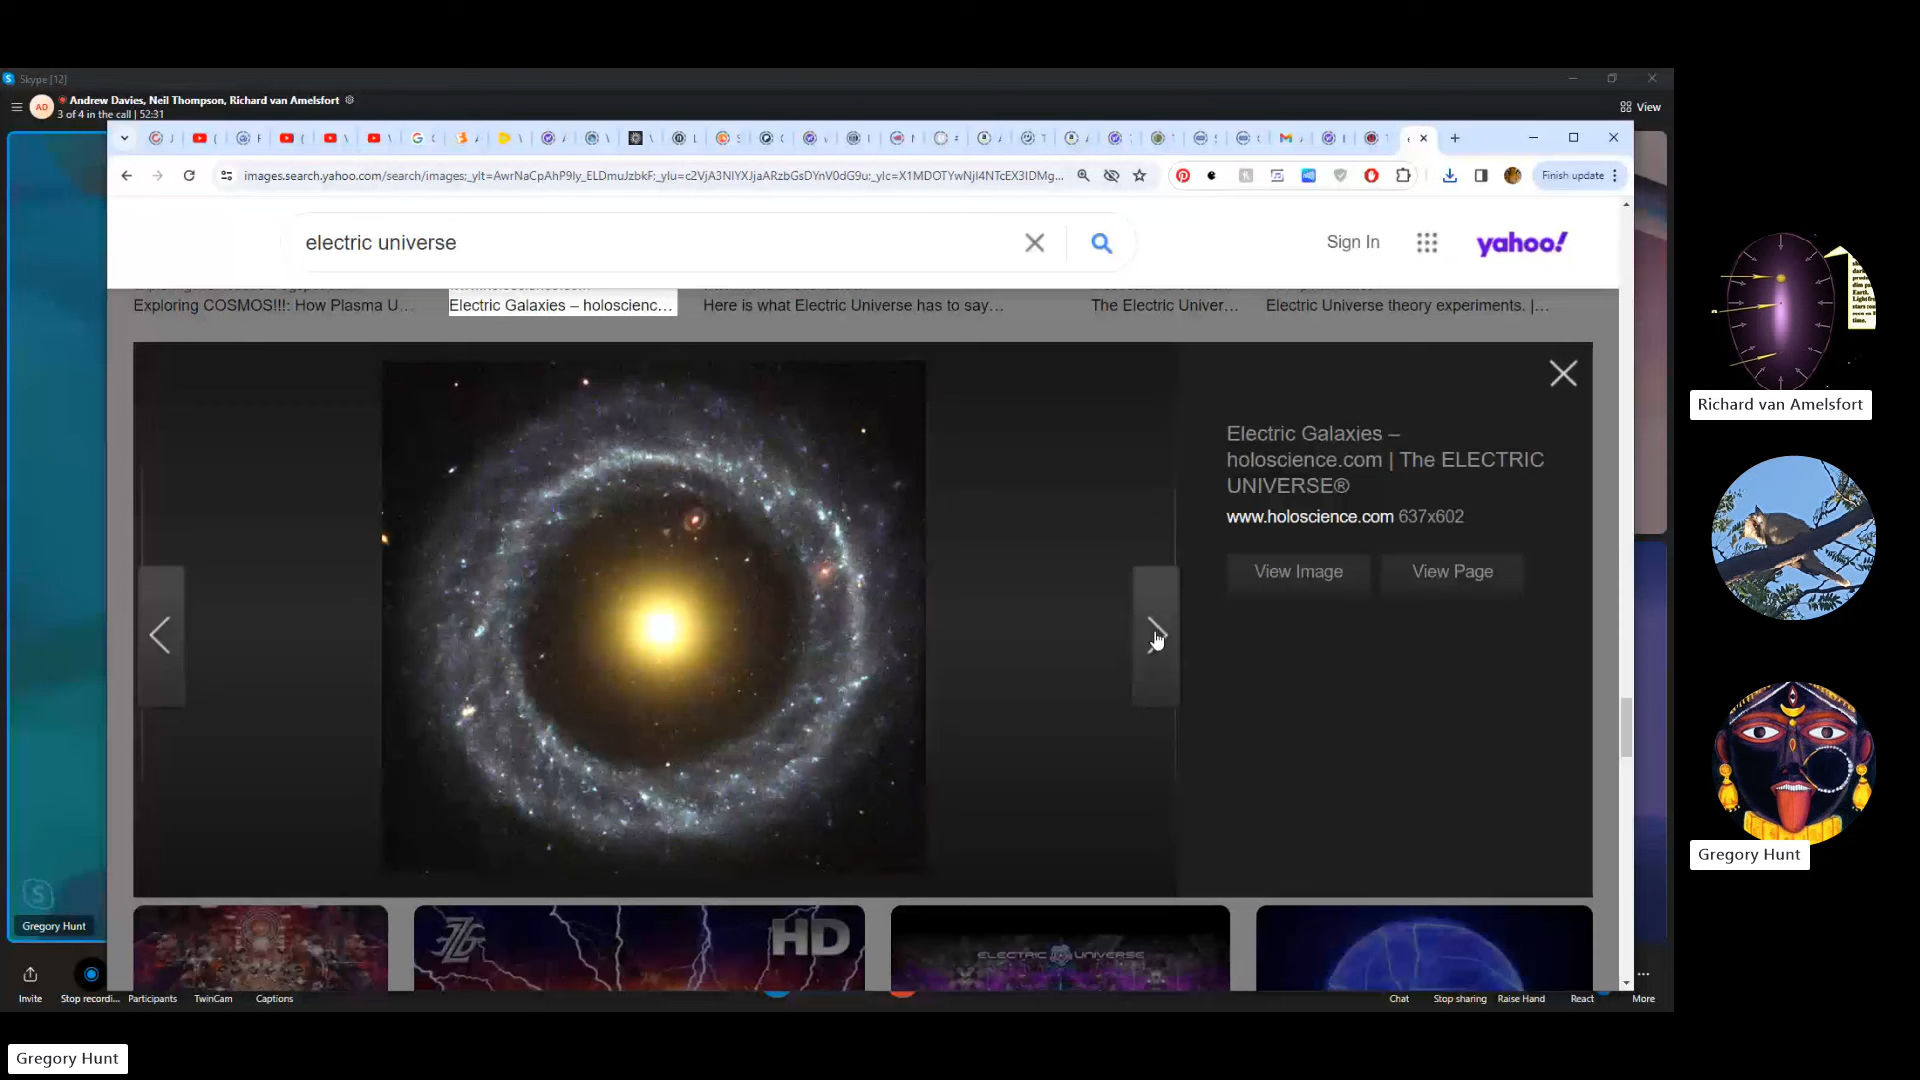 Skype [12]
AD
Andrew Davies, Neil Thompson, Richard van Amelsfort
3 of 4 in the call | 52:31
View
images.search.yahoo.com/search/images;_ylt=AwrNaCpAhP9ly_ELDmuJzbkF;_ylu=c2VjA3NlYXJjaARzbGsDYnV0dG9u;_ylc=X1MDOTYwNjI4NTcEX3IDMg...
Finish update
electric universe
Sign In
yahoo!
Exploring COSMOS!!!: How Plasma U...
Electric Galaxies – holoscienc...
Here is what Electric Universe has to say...
The Electric Univer...
Electric Universe theory experiments. |...
Electric Galaxies –
holoscience.com | The ELECTRIC
UNIVERSE®
www.holoscience.com 637x602
View Image
View Page
HD
ELECTRIC UNIVERSE
Gregory Hunt
Invite
Stop recordi...
Participants
TwinCam
Captions
Chat
Stop sharing
Raise Hand
React
More
Richard van Amelsfort
Gregory Hunt
Gregory Hunt